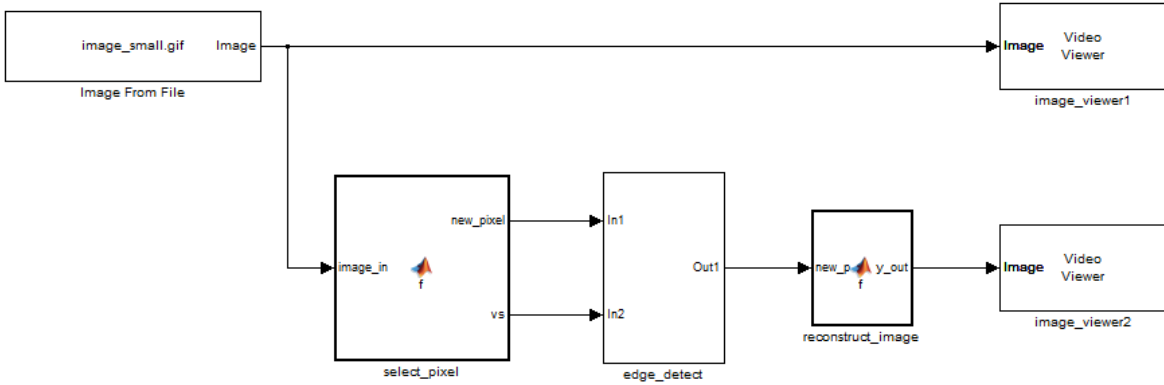 image_small.gif
Image
Image From File
Image
Video
Viewer
image_viewer1
image_in
f
new_pixel
vs
select_pixel
In1
In2
Out1
edge_detect
new_p
f
y_out
reconstruct_image
Image
Video
Viewer
image_viewer2